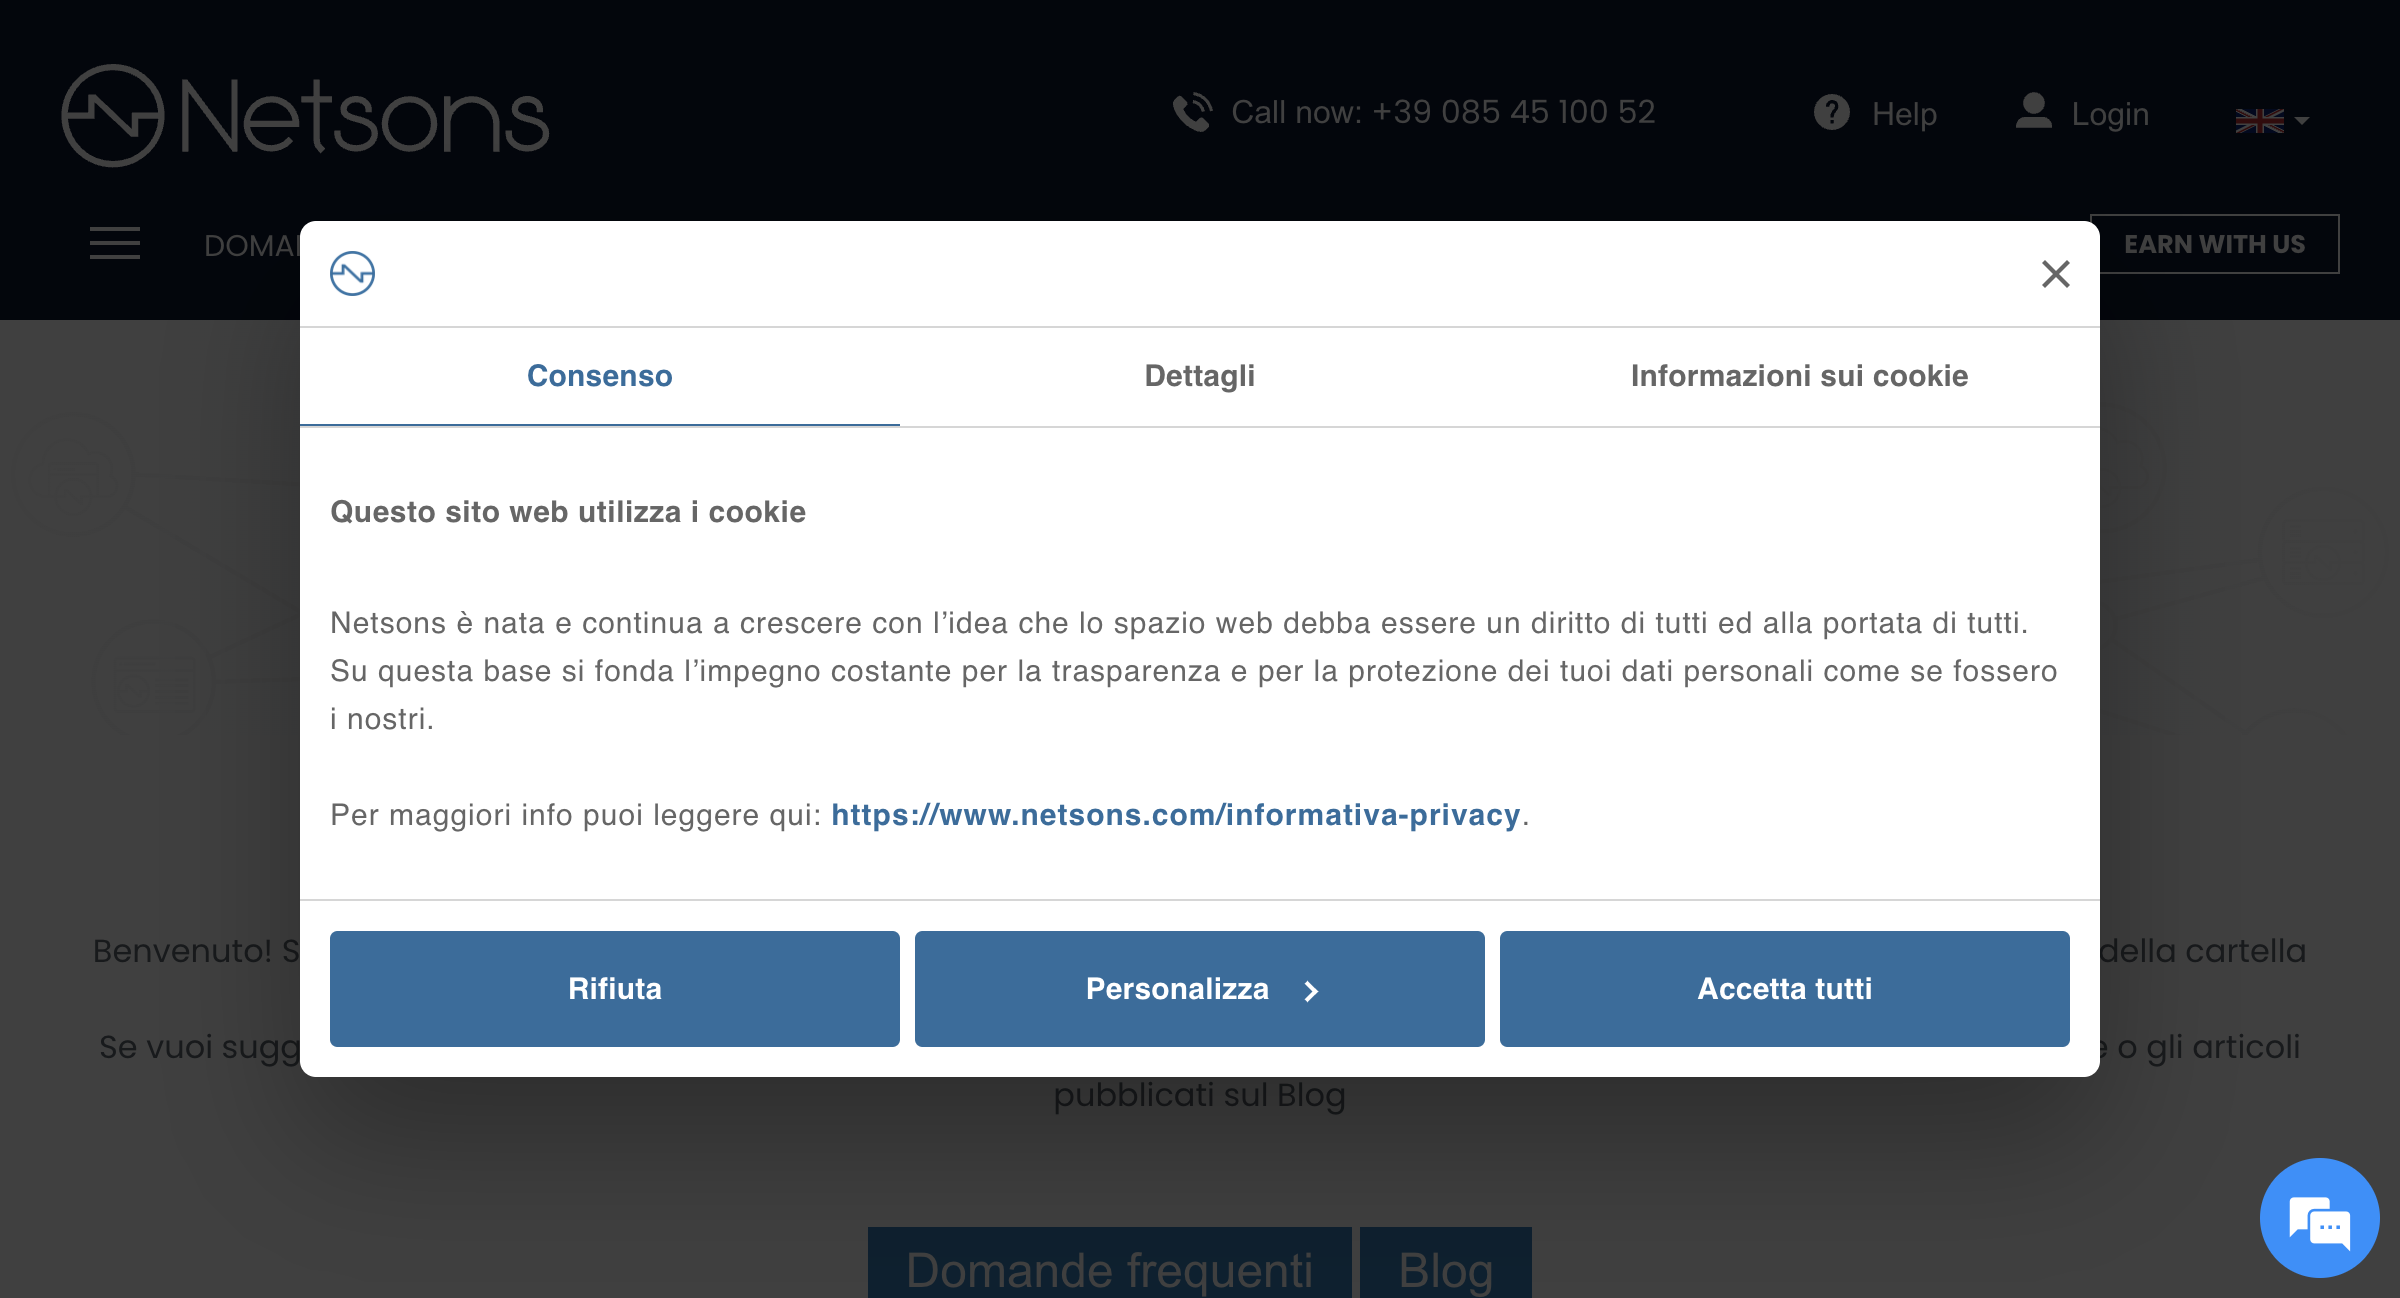 Netsons
Call now: +39 085 45 100 52
Help
Login
EARN WITH US
Consenso
Dettagli
Informazioni sui cookie
Questo sito web utilizza i cookie
Netsons è nata e continua a crescere con l’idea che lo spazio web debba essere un diritto di tutti ed alla portata di tutti.
Su questa base si fonda l’impegno costante per la trasparenza e per la protezione dei tuoi dati personali come se fossero
i nostri.
Per maggiori info puoi leggere qui: https://www.netsons.com/informativa-privacy.
Rifiuta
Personalizza
Accetta tutti
Benvenuto! della cartella
Se vuoi o gli articoli
pubblicati sul Blog
Domande frequenti
Blog